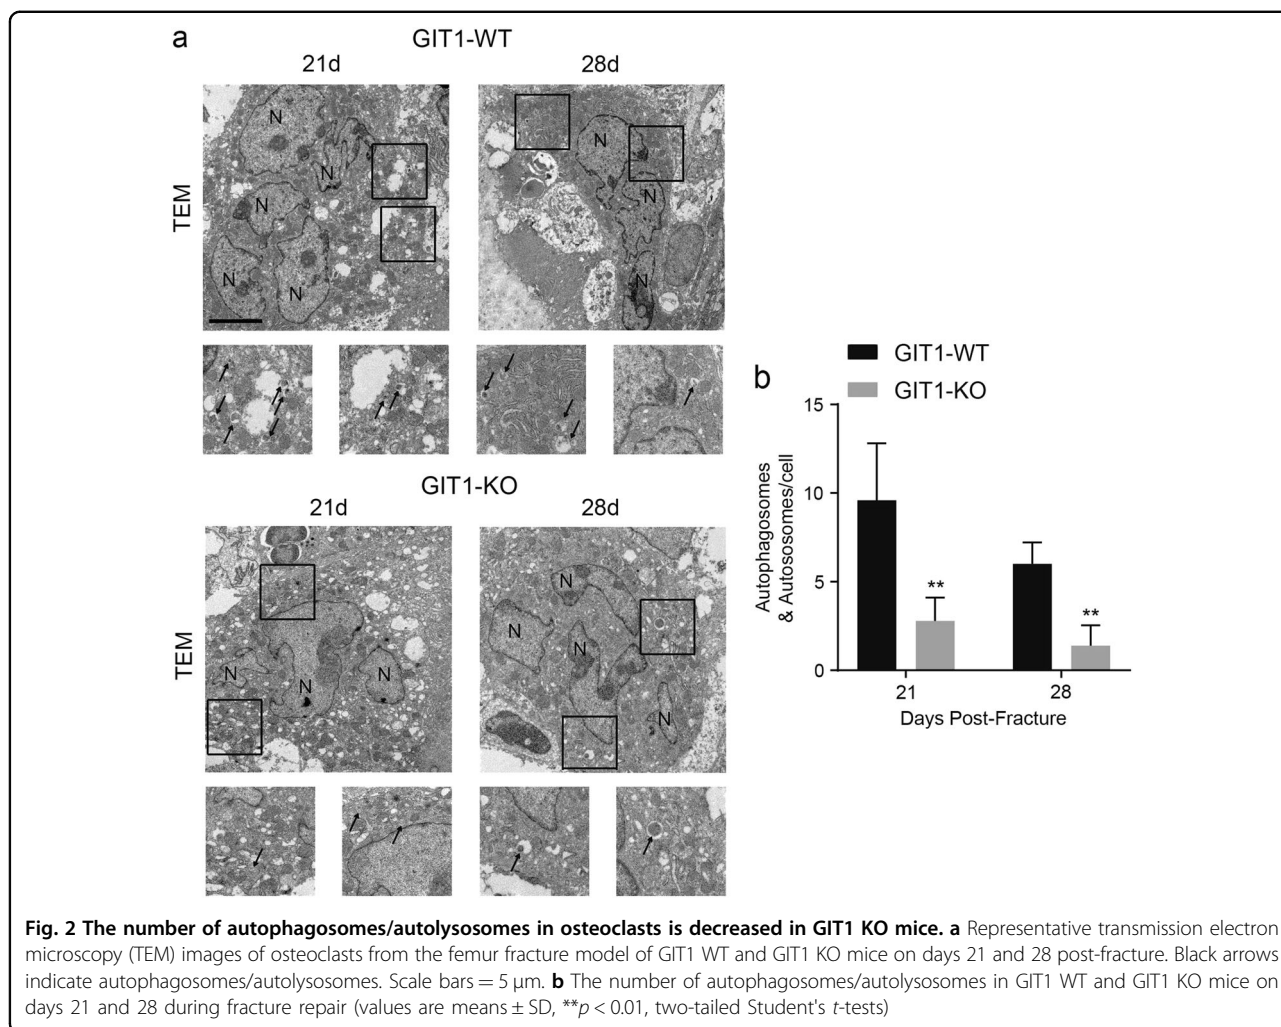 a
GIT1-WT
21d
28d
TEM
N
N
N
N
N
N
N
N
GIT1-KO
21d
28d
TEM
N
N
N
N
N
N
N
b
GIT1-WT
GIT1-KO
Autophagosomes
& Autososomes/cell
15
10
5
0
**
**
21
28
Days Post-Fracture
Fig. 2 The number of autophagosomes/autolysosomes in osteoclasts is decreased in GIT1 KO mice. a Representative transmission electron
microscopy (TEM) images of osteoclasts from the femur fracture model of GIT1 WT and GIT1 KO mice on days 21 and 28 post-fracture. Black arrows
indicate autophagosomes/autolysosomes. Scale bars = 5 μm. b The number of autophagosomes/autolysosomes in GIT1 WT and GIT1 KO mice on
days 21 and 28 during fracture repair (values are means ± SD, **p < 0.01, two-tailed Student's t-tests)